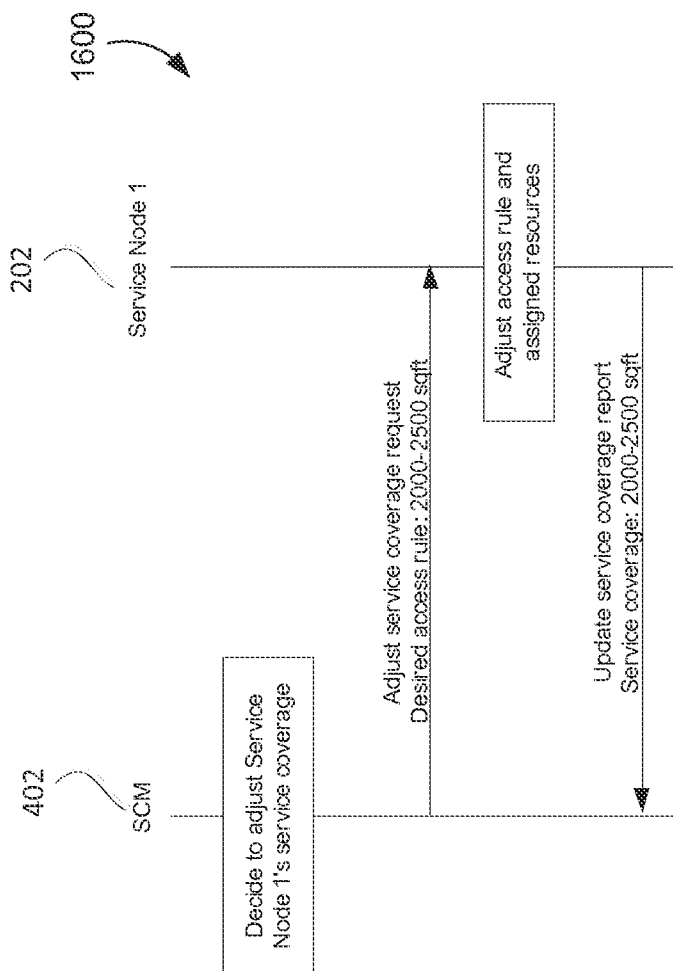 1600
402
202
SCM
Service Node 1
Decide to adjust Service
Node 1's service coverage
Adjust service coverage request
Desired access rule: 2000-2500 sqft
Adjust access rule and
assigned resources
Update service coverage report
Service coverage: 2000-2500 sqft